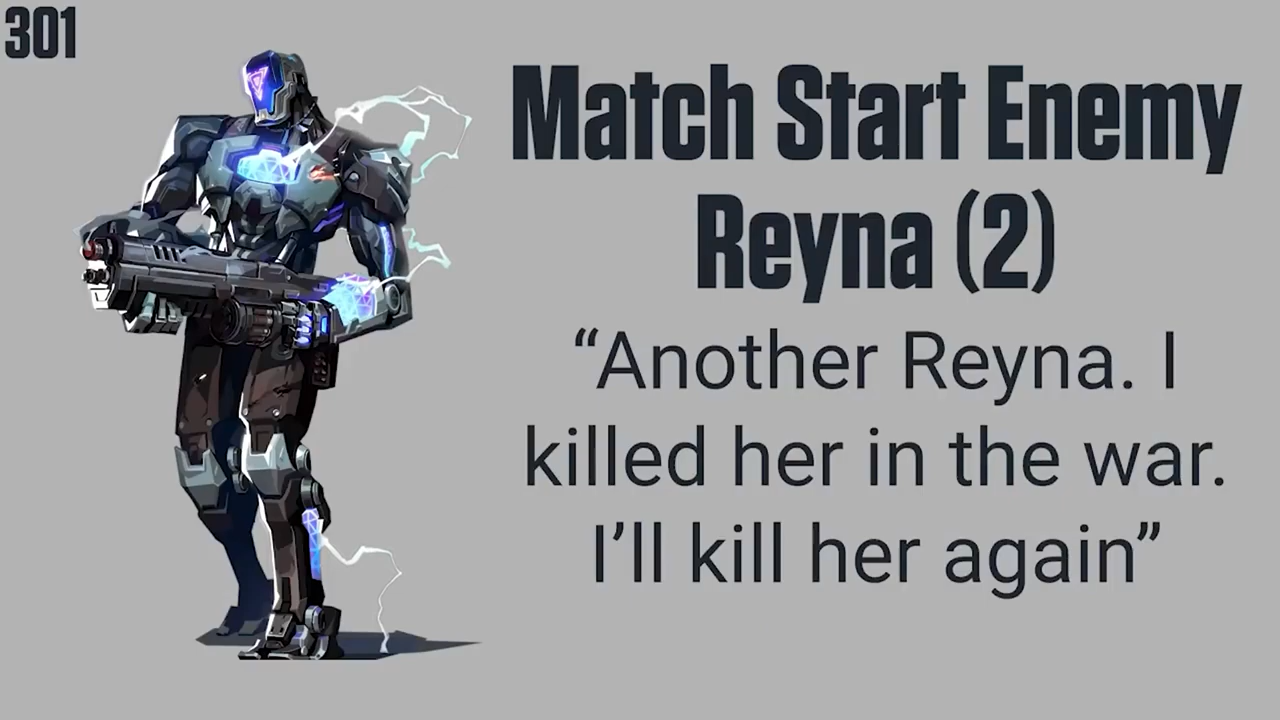 301
Match Start Enemy
Reyna (2)
“Another Reyna. I
killed her in the war.
I’ll kill her again”